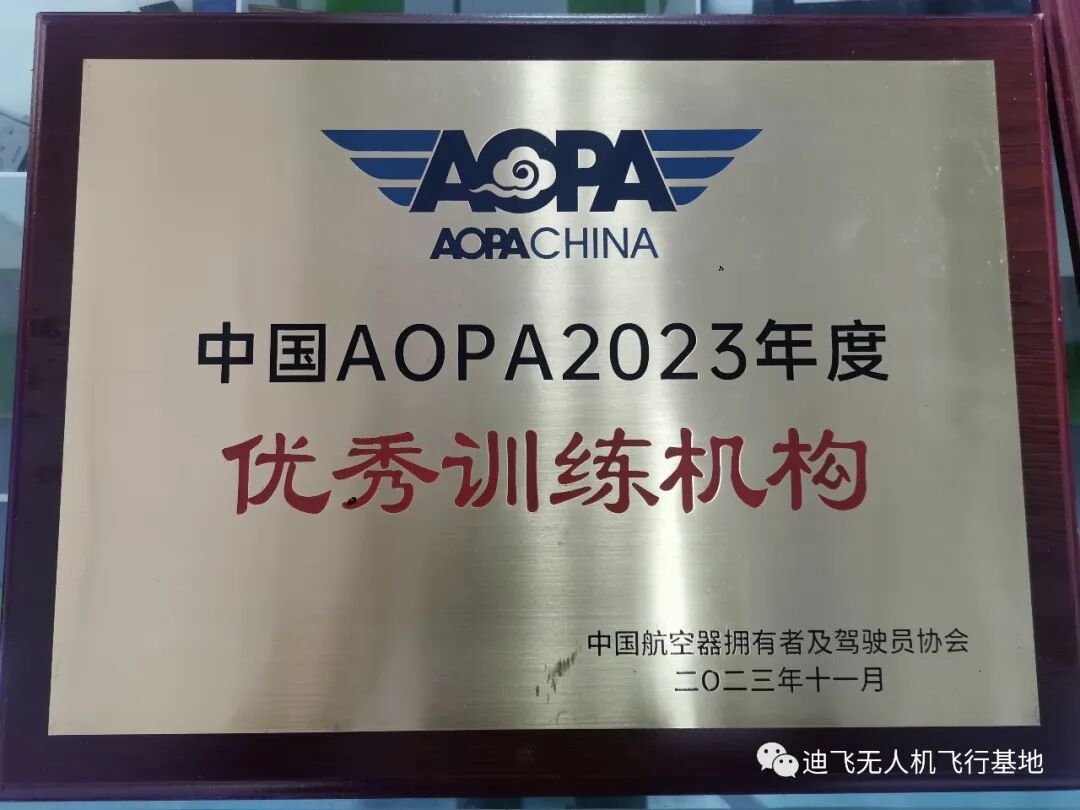 AOPA
AOPA CHINA
中国AOPA2023年度
优秀训练机构
中国航空器拥有者及驾驶员协会
二〇二三年十一月
迪飞无人机飞行基地